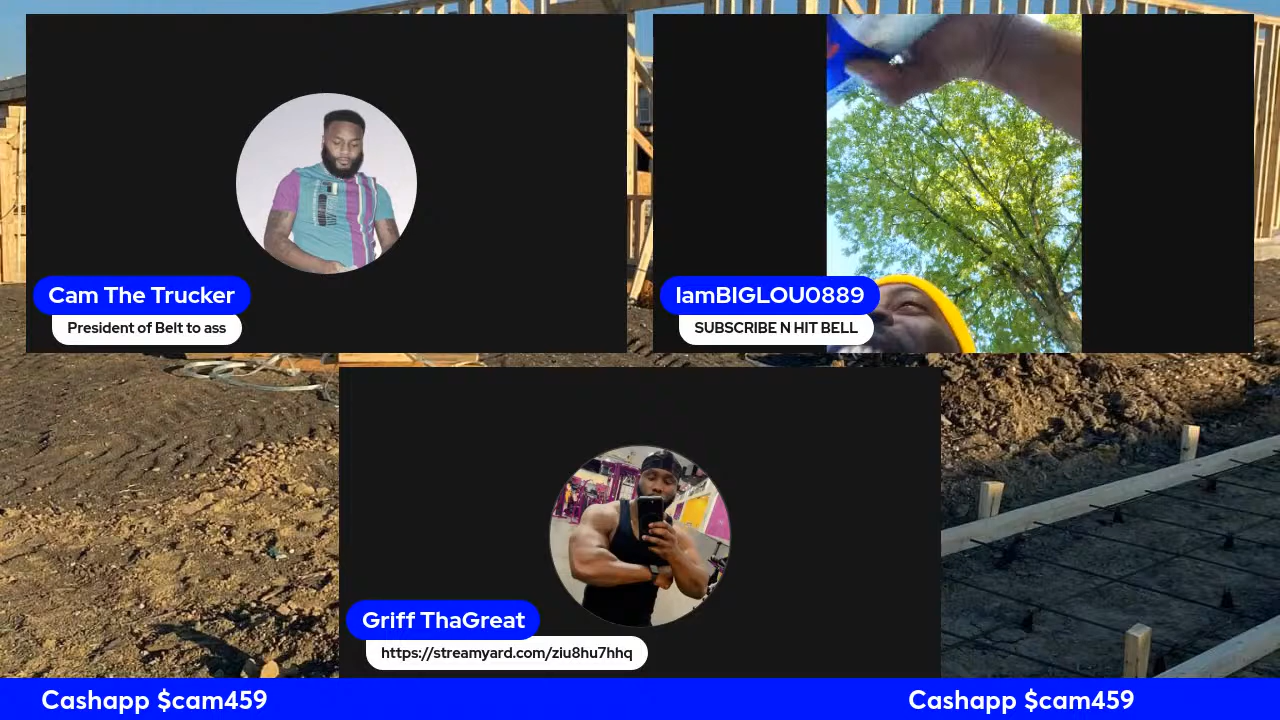 Cam The Trucker
President of Belt to ass
IamBIGLOU0889
SUBSCRIBE N HIT BELL
Griff ThaGreat
https://streamyard.com/ziu8hu7hhq
Cashapp $cam459 Cashapp $cam459